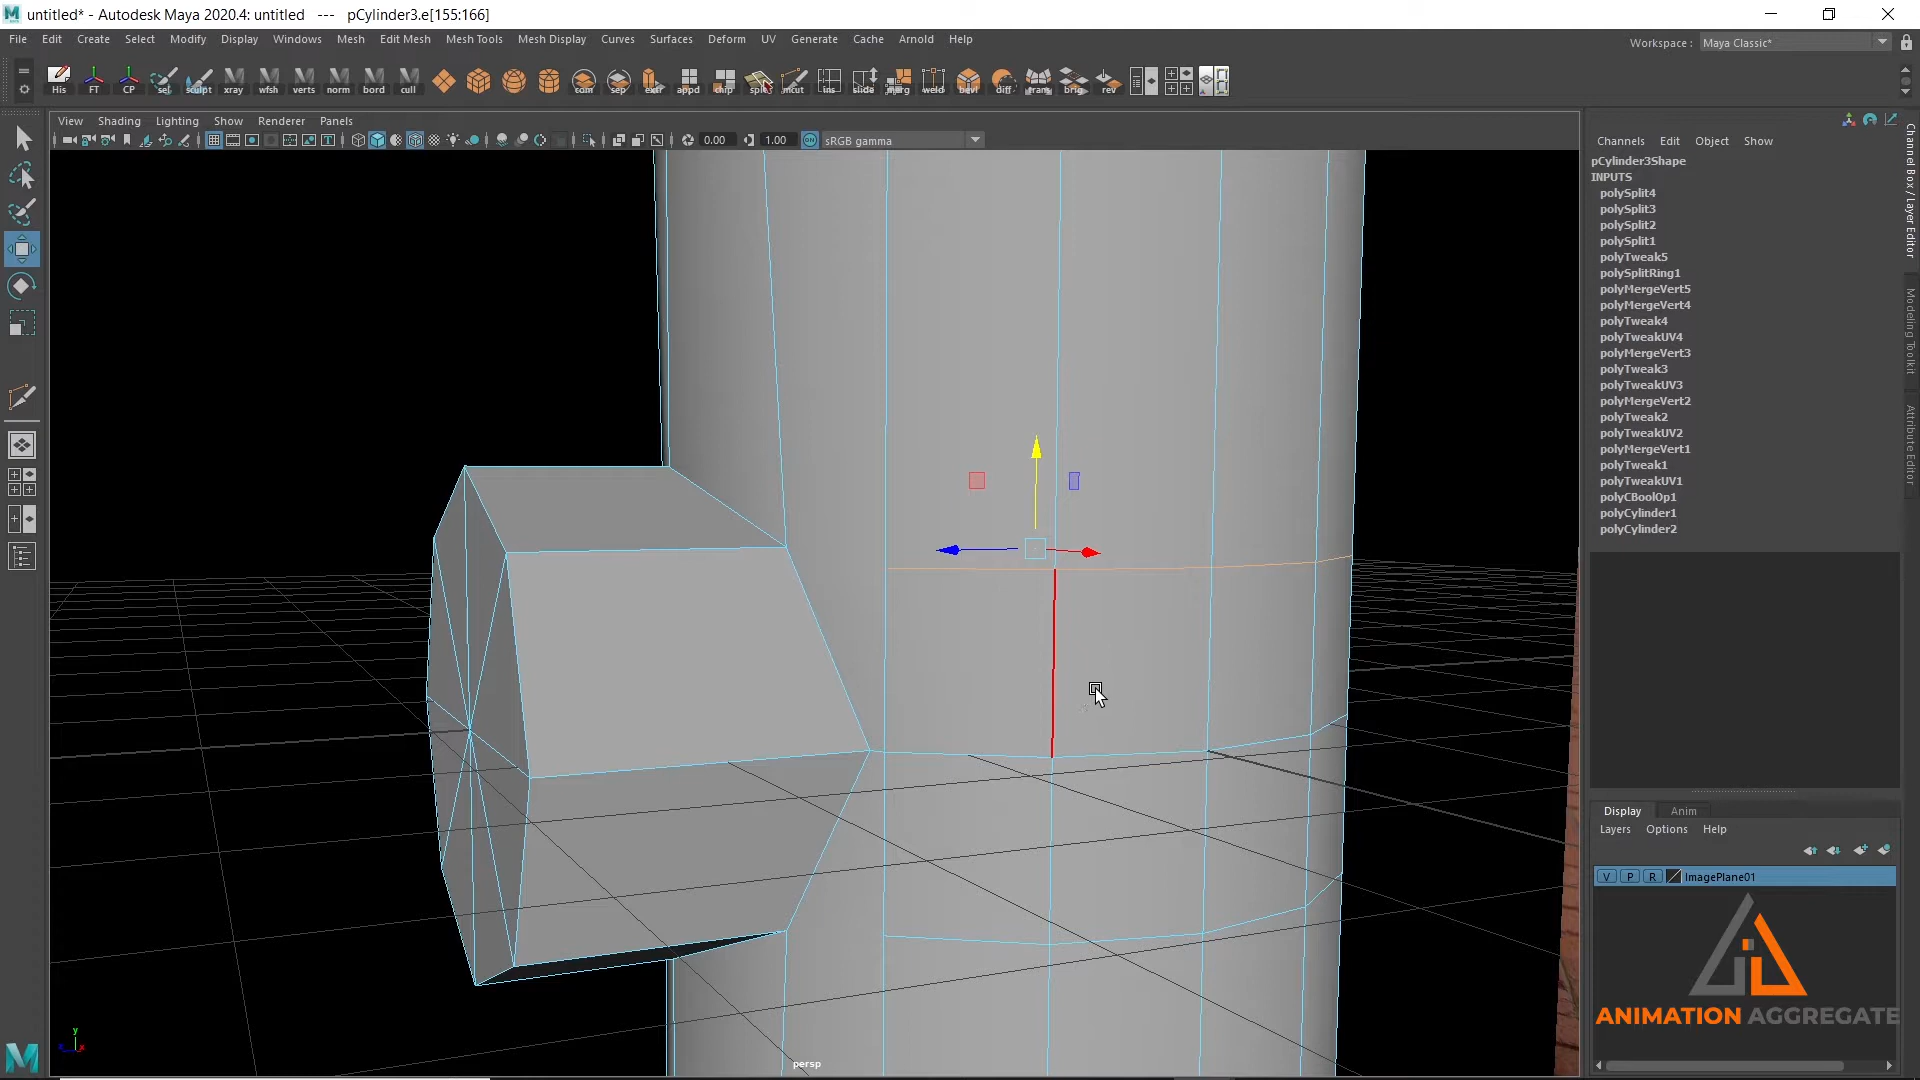 untitled* - Autodesk Maya 2020.4: untitled   ---   pCylinder3.e[155:166]
File Edit Create Select Modify Display Windows Mesh Edit Mesh Mesh Tools Mesh Display Curves Surfaces Deform UV Generate Cache Arnold Help
Workspace : Maya Classic*
His FT CP sel sculpt xray wfsh verts norm bord cull com sep extr appd chip split mcut ins slide merg weld bevl diff trans brig rev
View Shading Lighting Show Renderer Panels
0.00 1.00 ON sRGB gamma
Channels Edit Object Show
pCylinder3Shape
INPUTS
polySplit4
polySplit3
polySplit2
polySplit1
polyTweak5
polySplitRing1
polyMergeVert5
polyMergeVert4
polyTweak4
polyTweakUV4
polyMergeVert3
polyTweak3
polyTweakUV3
polyMergeVert2
polyTweak2
polyTweakUV2
polyMergeVert1
polyTweak1
polyTweakUV1
polyCBoolOp1
polyCylinder1
polyCylinder2
Channel Box / Layer Editor
Modeling Toolkit
Attribute Editor
Display Anim
Layers Options Help
V P R ImagePlane01
ANIMATION AGGREGATE
y
x
persp